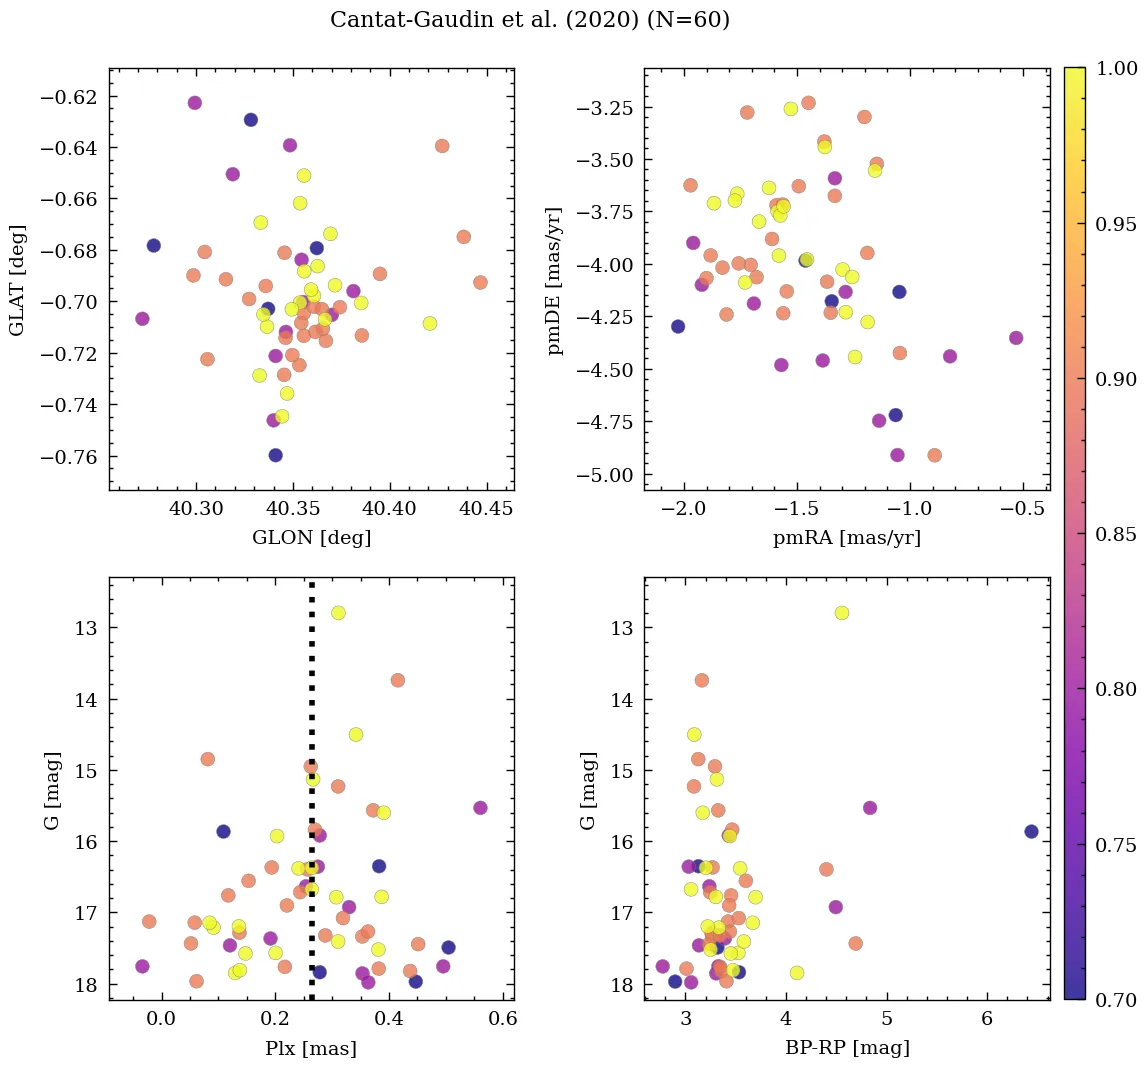 Cantat-Gaudin et al. (2020) (N=60)
−0.62
−0.64
−0.66
−0.68
−0.70
−0.72
−0.74
−0.76
GLAT [deg]
40.30 40.35 40.40 40.45
GLON [deg]
−3.25
−3.50
−3.75
−4.00
−4.25
−4.50
−4.75
−5.00
pmDE [mas/yr]
−2.0 −1.5 −1.0 −0.5
pmRA [mas/yr]
13
14
15
16
17
18
G [mag]
0.0 0.2 0.4 0.6
Plx [mas]
13
14
15
16
17
18
G [mag]
3 4 5 6
BP-RP [mag]
1.00
0.95
0.90
0.85
0.80
0.75
0.70